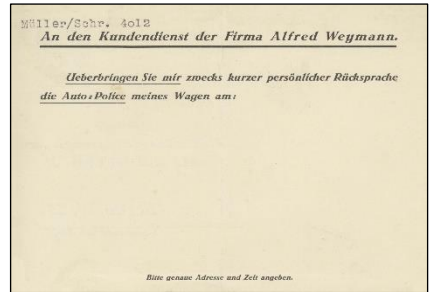 Müller/Schr. 4o12
An den Kundendienst der Firma Alfred Weymann.
Ueberbringen Sie mir zwecks kurzer persönlicher Rücksprache
die Auto-Police meines Wagen am:
Bitte genaue Adresse und Zeit angeben.